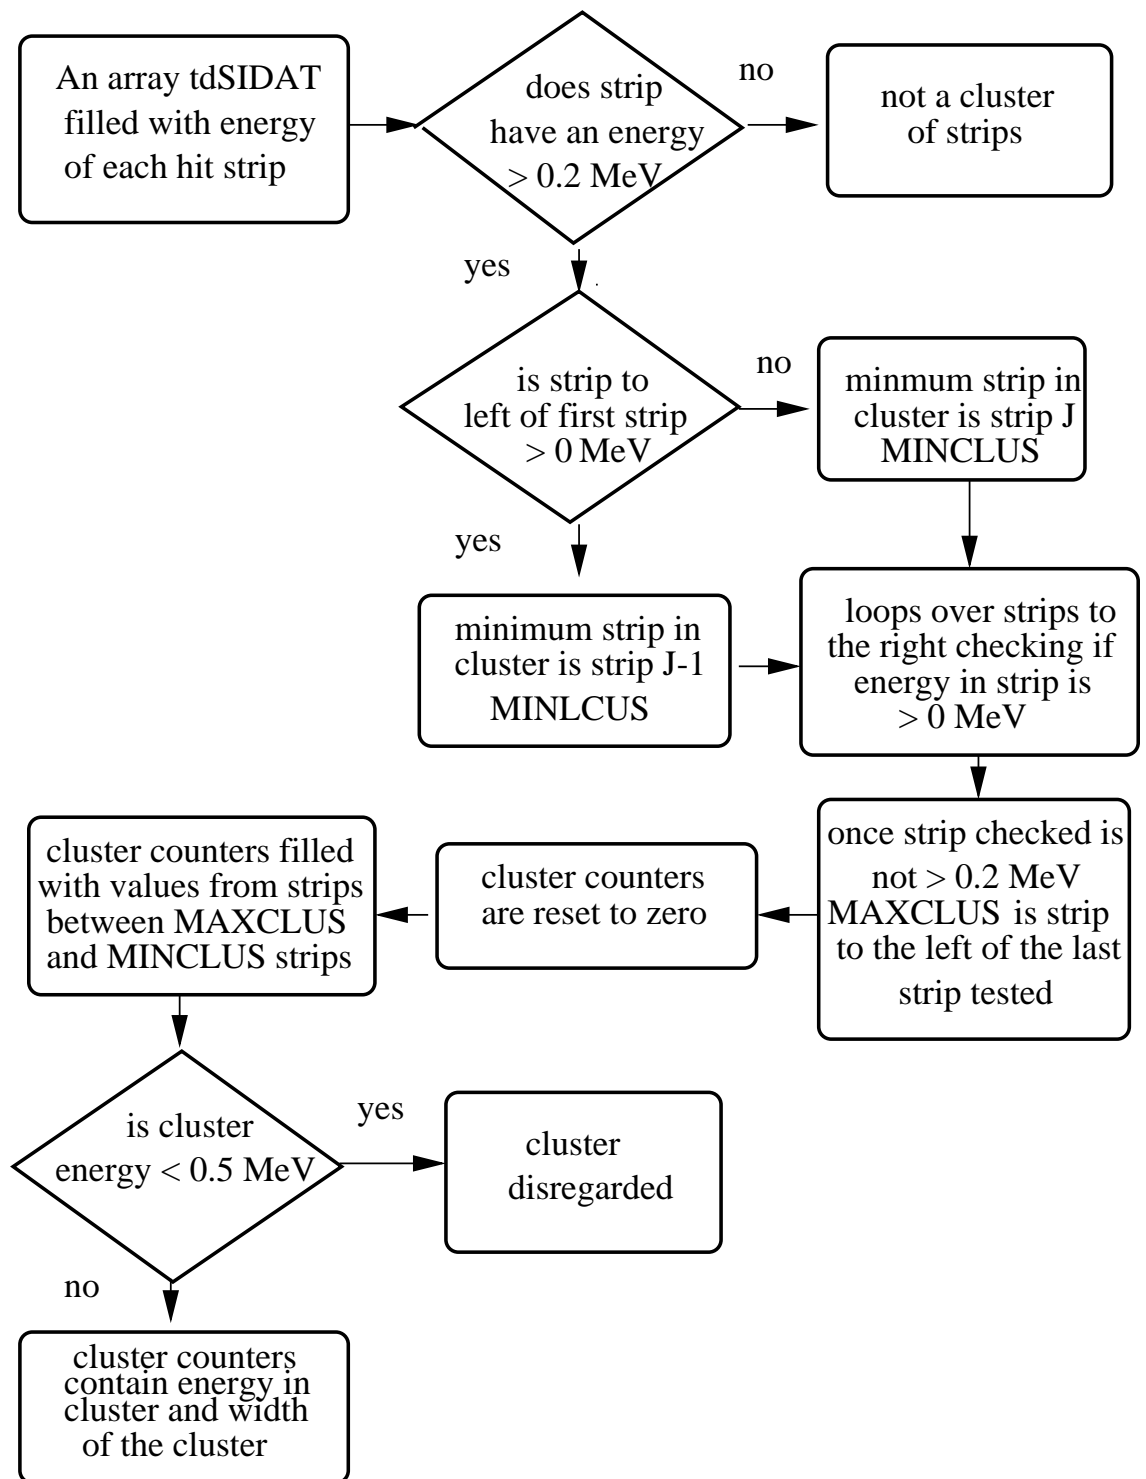 An array tdSIDAT
filled with energy
of each hit strip
does strip
have an energy
> 0.2 MeV
no
not a cluster
of strips
yes
is strip to
left of first strip
> 0 MeV
no
minmum strip in
cluster is strip J
MINCLUS
yes
minimum strip in
cluster is strip J-1
MINLCUS
loops over strips to
the right checking if
energy in strip is
> 0 MeV
once strip checked is
not > 0.2 MeV
MAXCLUS is strip
to the left of the last
strip tested
cluster counters
are reset to zero
cluster counters filled
with values from strips
between MAXCLUS
and MINCLUS strips
is cluster
energy < 0.5 MeV
yes
cluster
disregarded
no
cluster counters
contain energy in
cluster and width
of the cluster